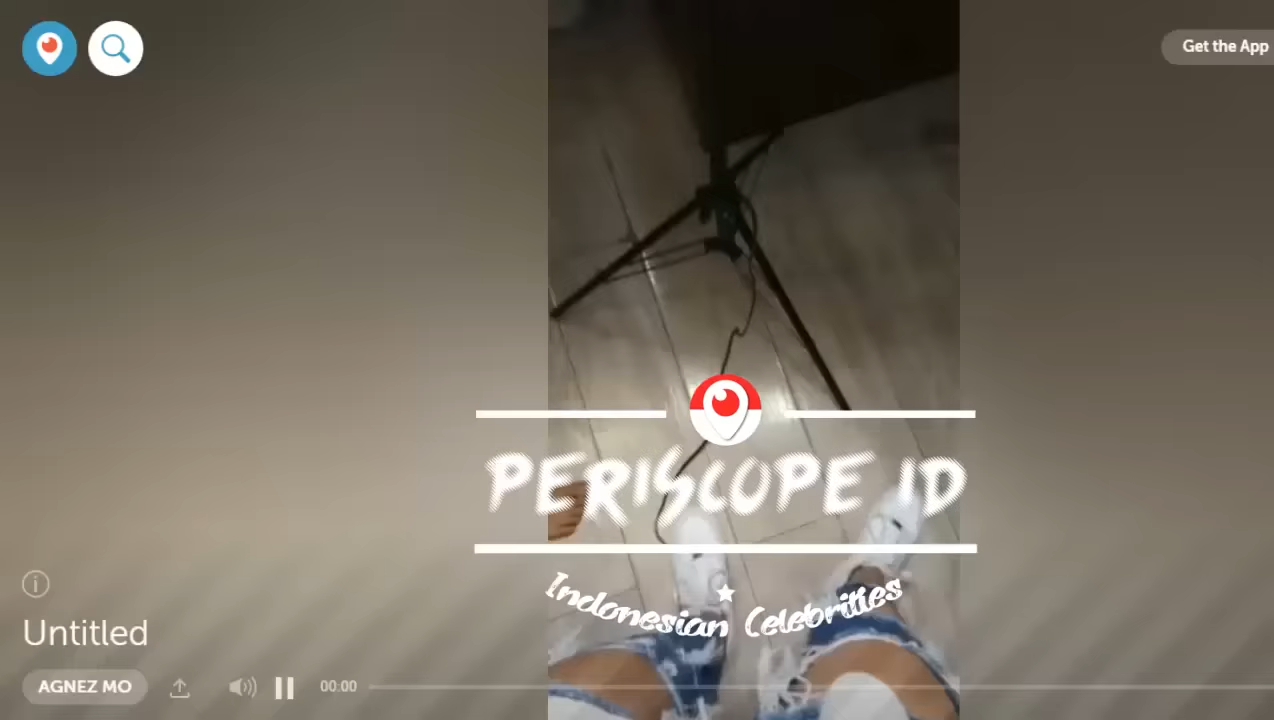 Get the App
PERISCOPE ID
Indonesian Celebrities
Untitled
AGNEZ MO
00:00